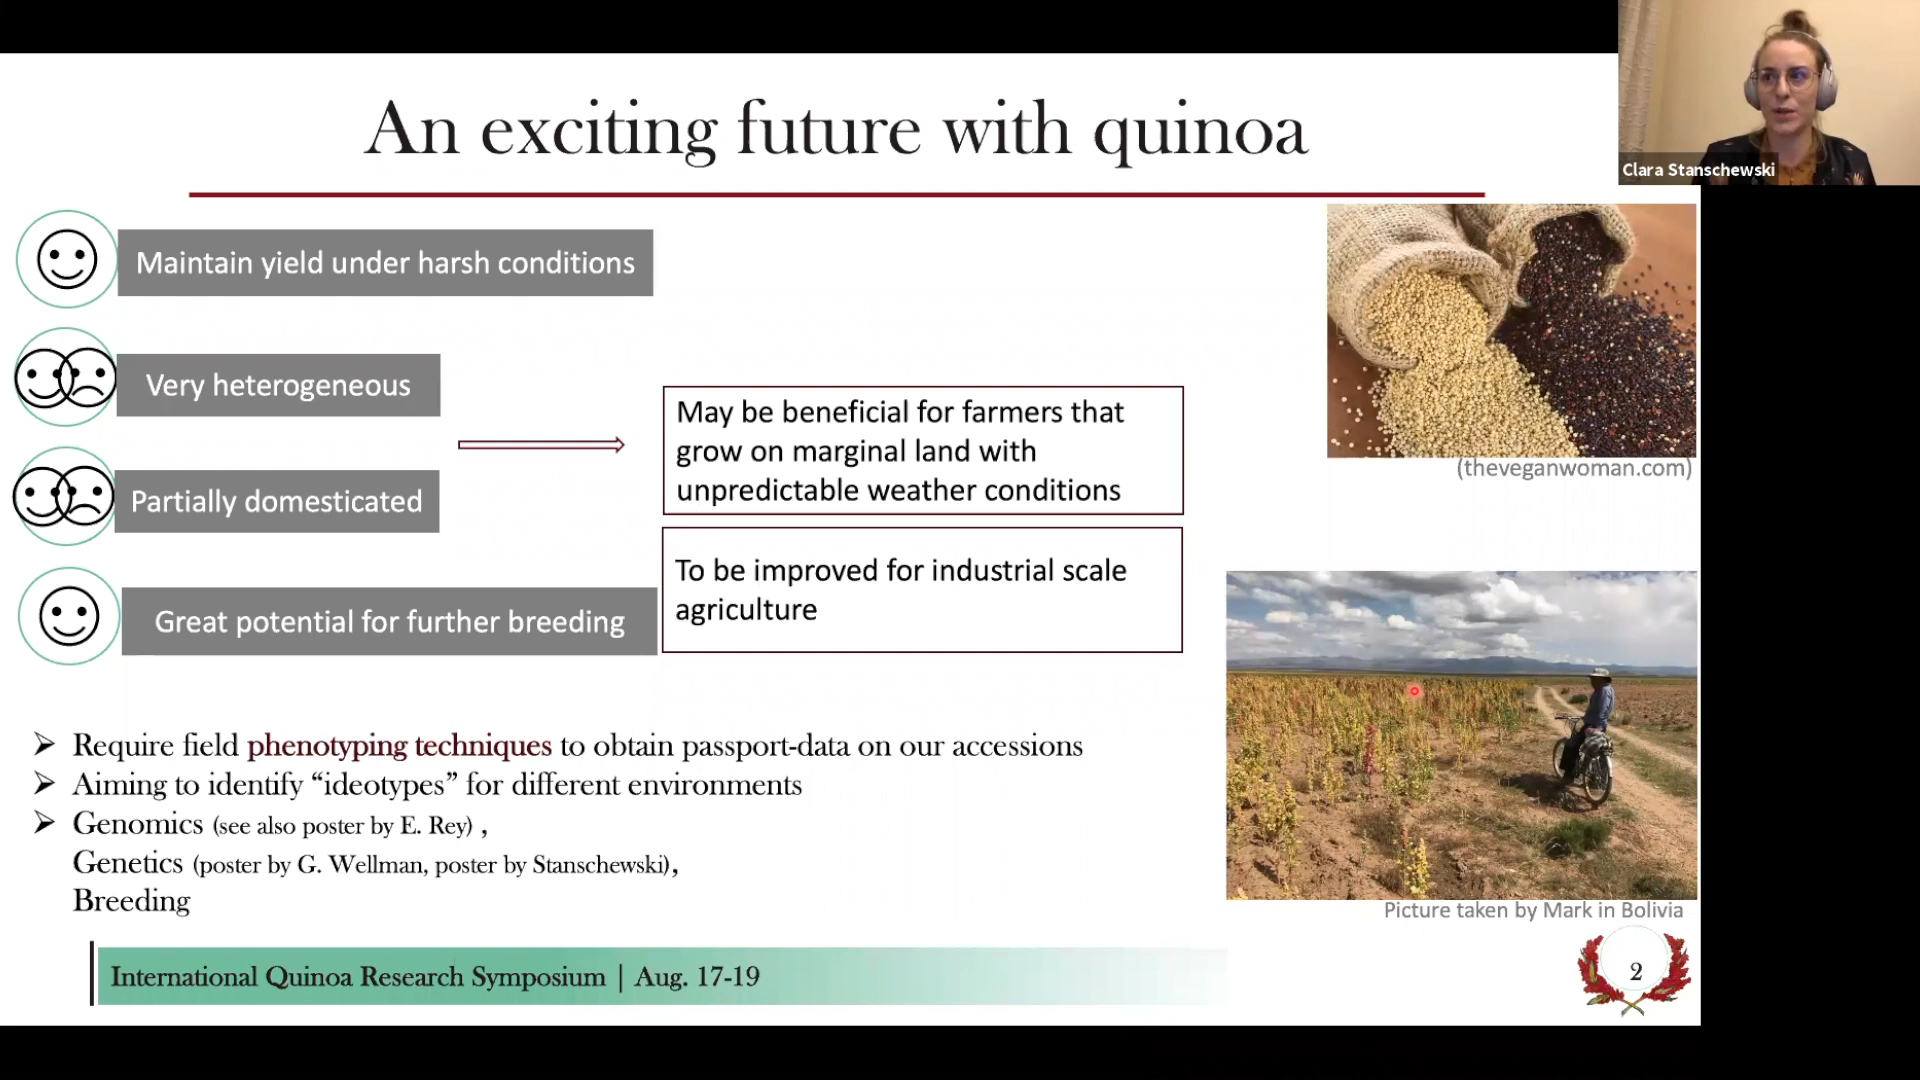 An exciting future with quinoa
Clara Stanschewski
Maintain yield under harsh conditions
Very heterogeneous
Partially domesticated
Great potential for further breeding
May be beneficial for farmers that
grow on marginal land with
unpredictable weather conditions
To be improved for industrial scale
agriculture
(theveganwoman.com)
➢ Require field phenotyping techniques to obtain passport-data on our accessions
➢ Aiming to identify “ideotypes” for different environments
➢ Genomics (see also poster by E. Rey) ,
Genetics (poster by G. Wellman, poster by Stanschewski),
Breeding
Picture taken by Mark in Bolivia
International Quinoa Research Symposium | Aug. 17-19
2